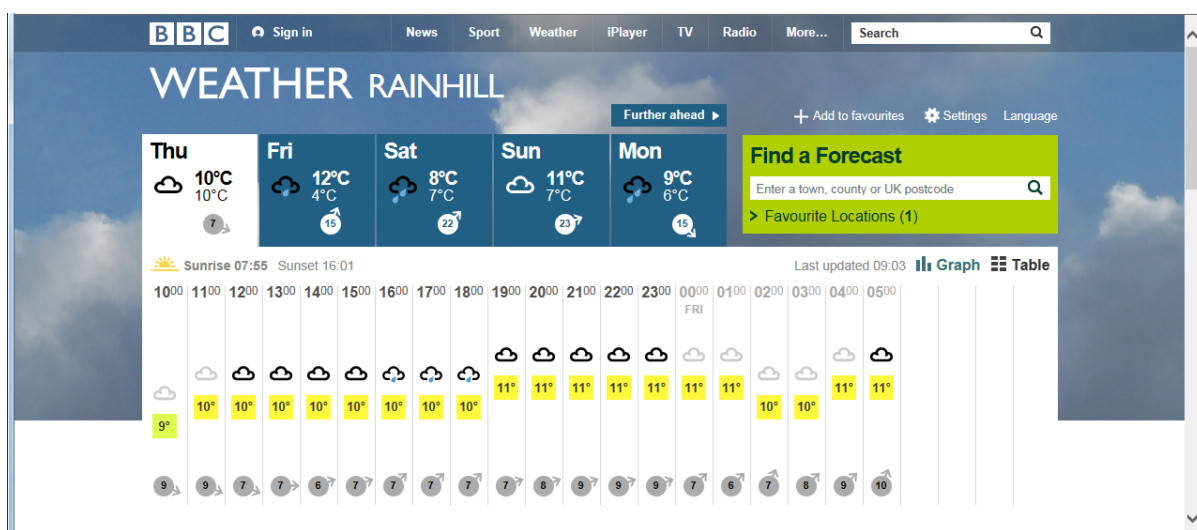 BBC Sign in News Sport Weather iPlayer TV Radio More... Search
WEATHER RAINHILL
Further ahead Add to favourites Settings Language
Thu Fri Sat Sun Mon
10°C 12°C 8°C 11°C 9°C
10°C 4°C 7°C 7°C 6°C
7 15 22 23 15
Find a Forecast
Enter a town, county or UK postcode
> Favourite Locations (1)
Sunrise 07:55 Sunset 16:01 Last updated 09:03 Graph Table
1000 1100 1200 1300 1400 1500 1600 1700 1800 1900 2000 2100 2200 2300 0000 0100 0200 0300 0400 0500
FRI
11° 11° 11° 11° 11° 11° 11° 11° 11°
10° 10° 10° 10° 10° 10° 10° 10° 10° 10°
9°
9 9 7 7 6 7 7 7 7 7 8 9 9 9 7 6 7 8 9 10